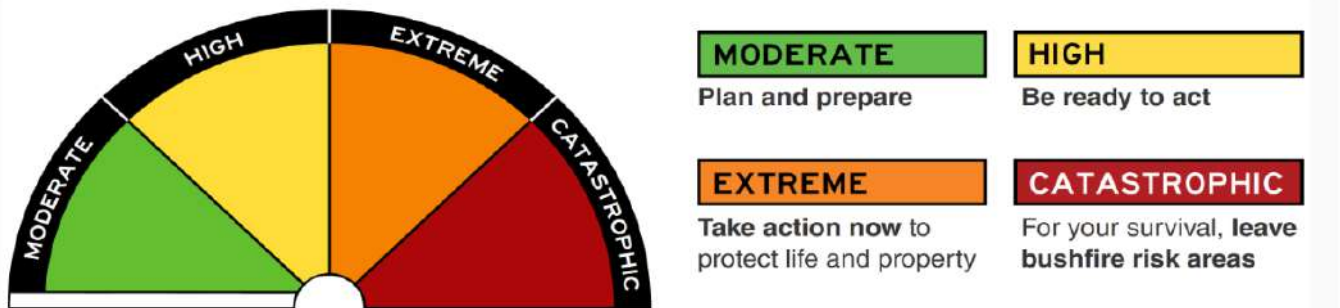 MODERATE
HIGH
EXTREME
CATASTROPHIC
MODERATE
Plan and prepare
HIGH
Be ready to act
EXTREME
Take action now to
protect life and property
CATASTROPHIC
For your survival, leave
bushfire risk areas